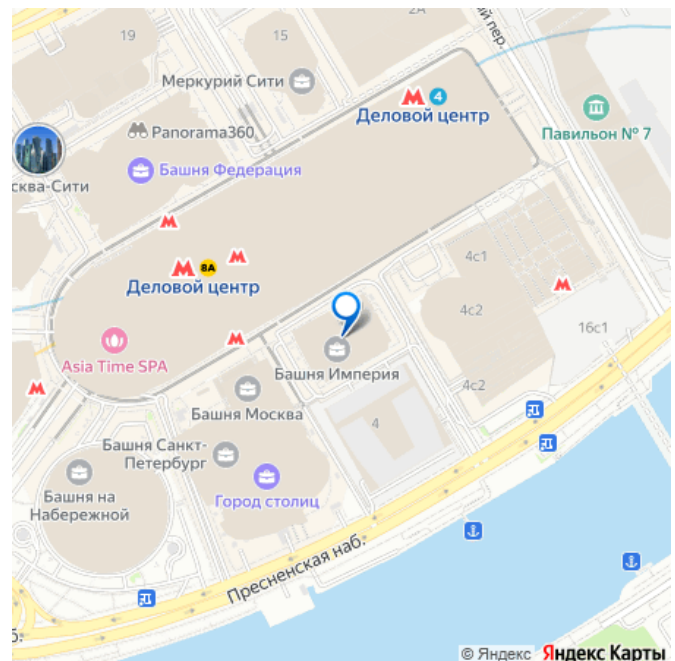 2А
19
15
ый пер.
Меркурий Сити
4
Деловой центр
Panorama360
Павильон № 7
Башня Федерация
сква-Сити
8А
Деловой центр
4с1
4с2
16с1
Asia Time SPA
Башня Империя
4с2
Башня Москва
4
Башня Санкт-
Петербург
Башня на
Набережной
Город столиц
Пресненская наб.
б:
© Яндекс Яндекс Карты